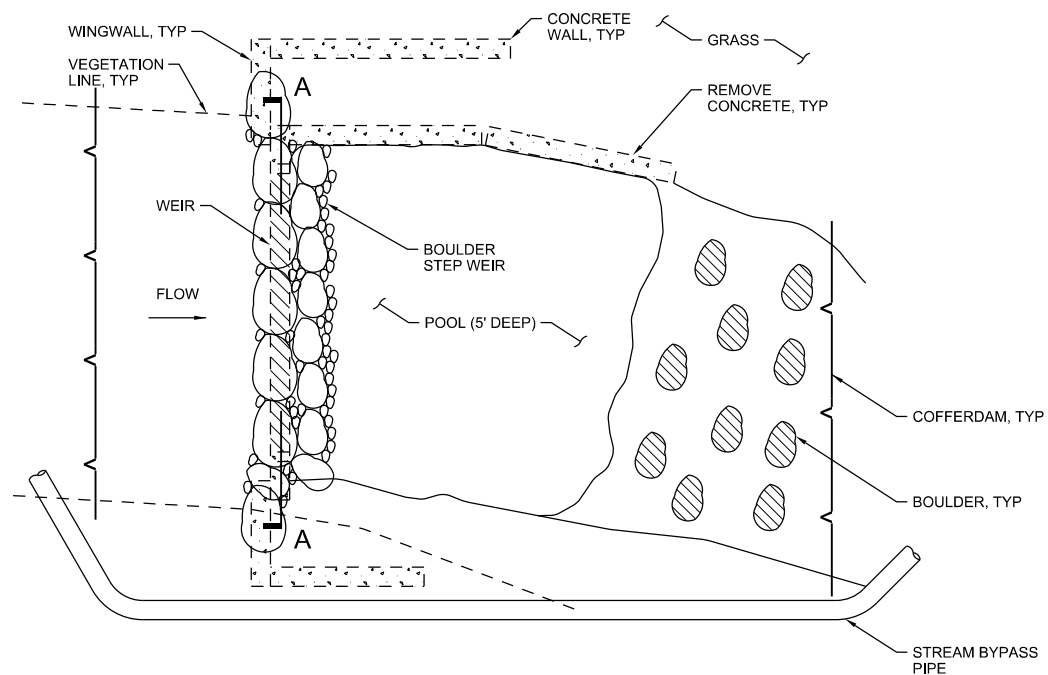 CONCRETE
WALL, TYP
WINGWALL, TYP
GRASS
VEGETATION
LINE, TYP
A
REMOVE
CONCRETE, TYP
WEIR
BOULDER
STEP WEIR
FLOW
POOL (5' DEEP)
COFFERDAM, TYP
BOULDER, TYP
A
STREAM BYPASS
PIPE